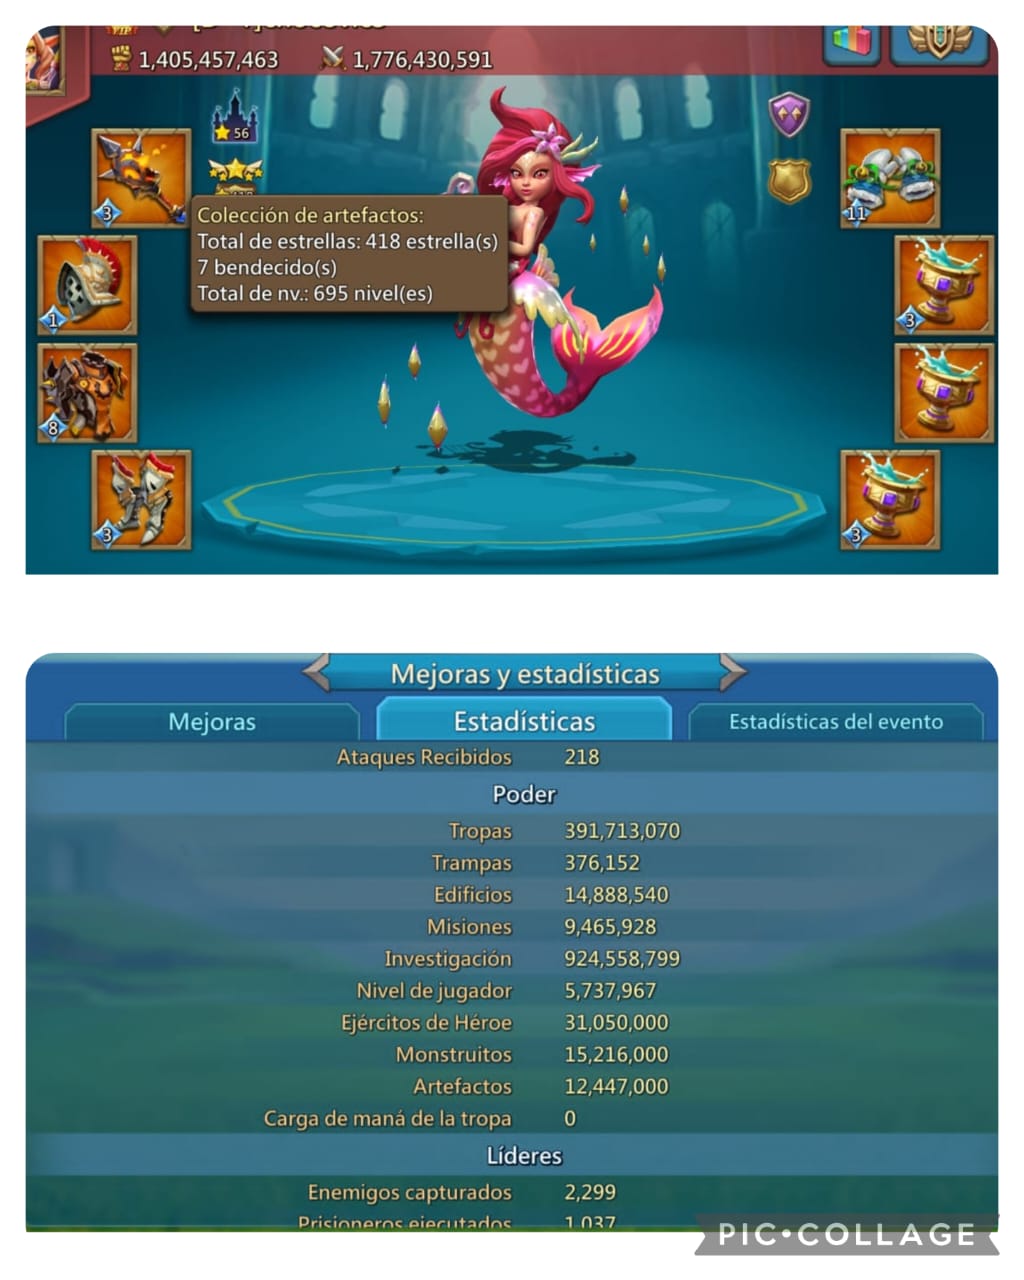 1,405,457,463 1,776,430,591
56
Colección de artefactos:
Total de estrellas: 418 estrella(s)
7 bendecido(s)
Total de nv.: 695 nivel(es)
3
11
1
3
8
3
3
Mejoras y estadísticas
Mejoras Estadísticas Estadísticas del evento
Ataques Recibidos 218
Poder
Tropas 391,713,070
Trampas 376,152
Edificios 14,888,540
Misiones 9,465,928
Investigación 924,558,799
Nivel de jugador 5,737,967
Ejércitos de Héroe 31,050,000
Monstruitos 15,216,000
Artefactos 12,447,000
Carga de maná de la tropa 0
Líderes
Enemigos capturados 2,299
Prisioneros ejecutados 1,037
PIC•COLLAGE